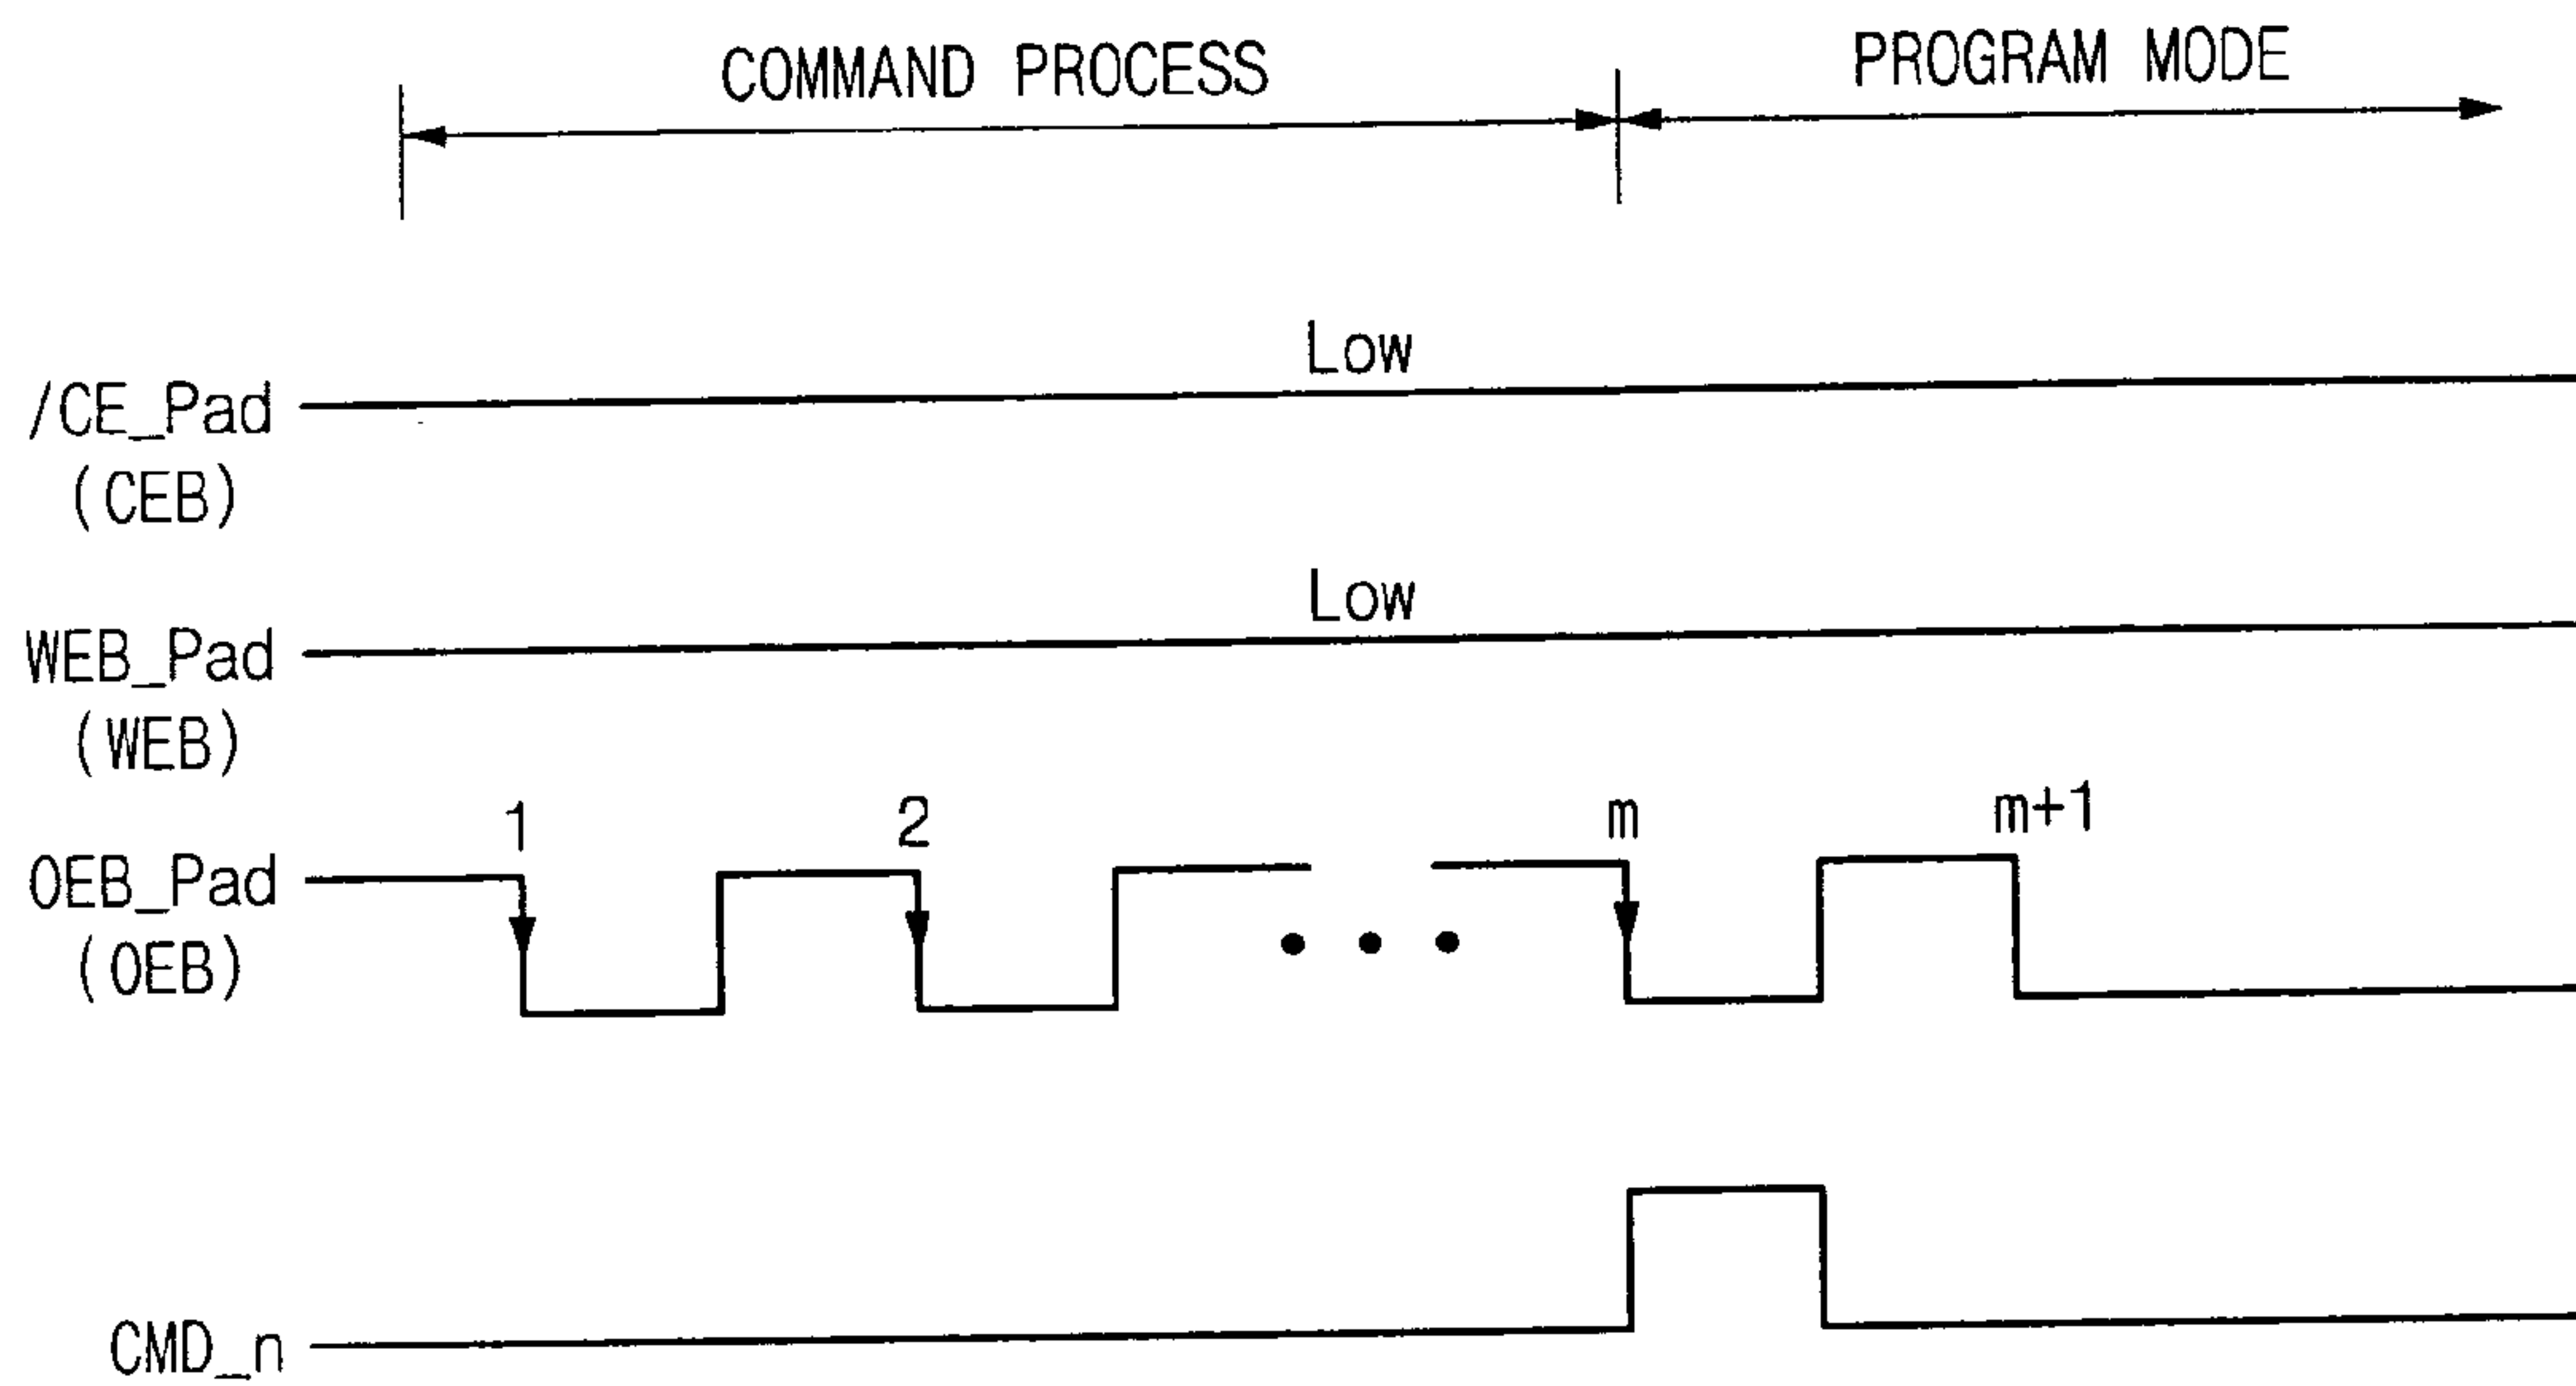 COMMAND PROCESS
PROGRAM MODE
Low
/CE_Pad
(CEB)
Low
WEB_Pad
(WEB)
1
2
m
m+1
OEB_Pad
(OEB)
CMD_n